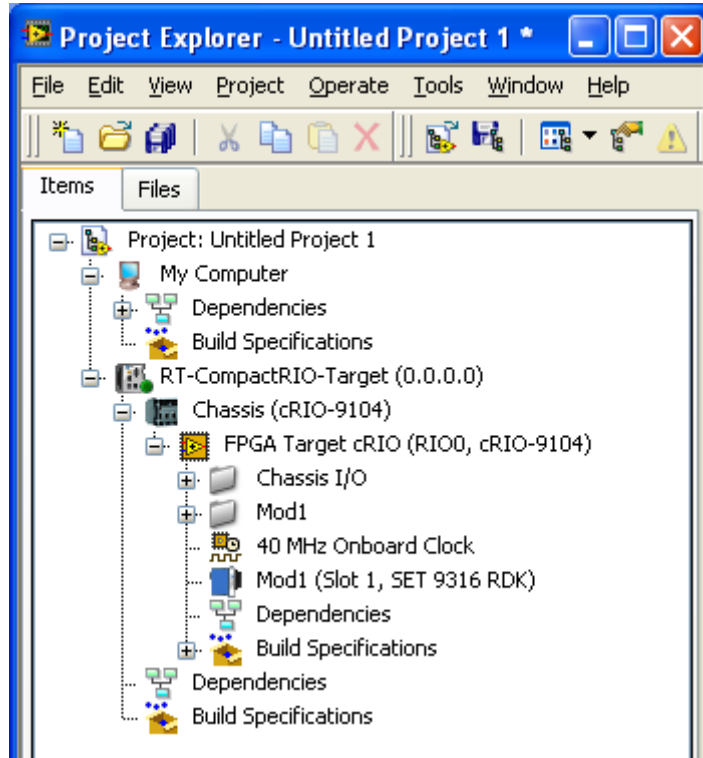 Project Explorer - Untitled Project 1 *
File Edit View Project Operate Tools Window Help
Items Files
Project: Untitled Project 1
My Computer
Dependencies
Build Specifications
RT-CompactRIO-Target (0.0.0.0)
Chassis (cRIO-9104)
FPGA Target cRIO (RIO0, cRIO-9104)
Chassis I/O
Mod1
40 MHz Onboard Clock
Mod1 (Slot 1, SET 9316 RDK)
Dependencies
Build Specifications
Dependencies
Build Specifications